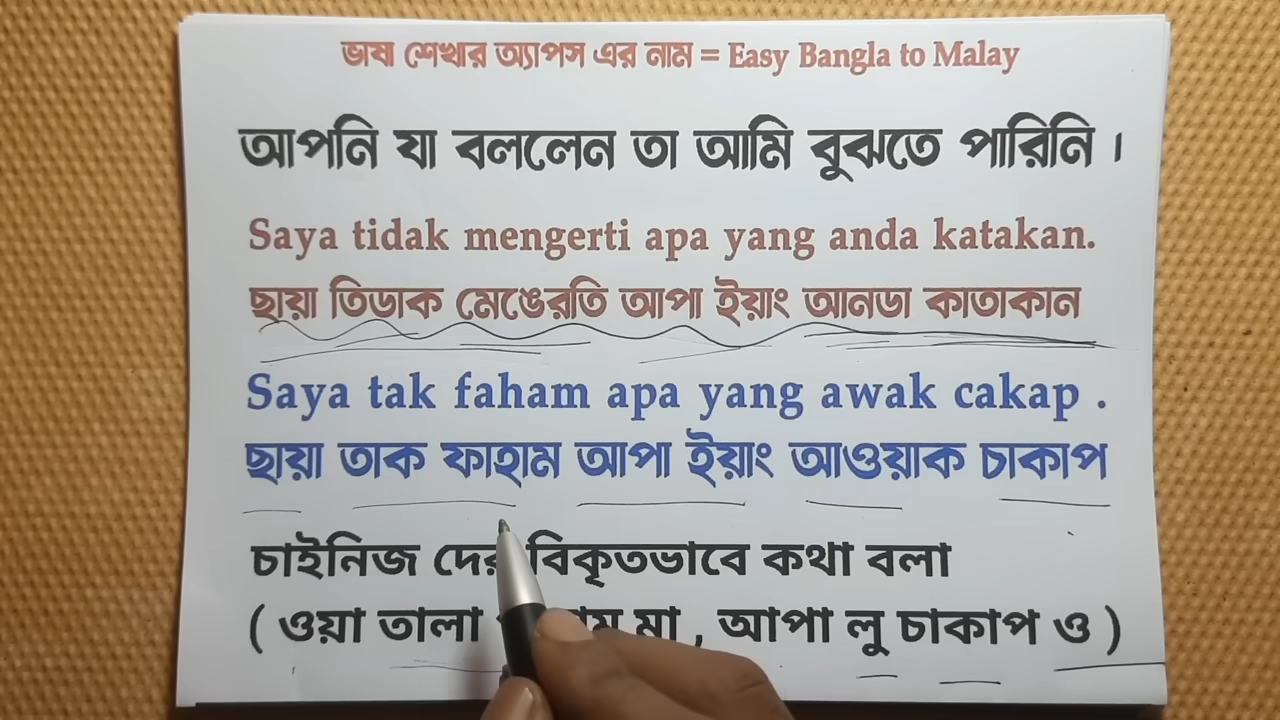 ভাষা শেখার অ্যাপস এর নাম = Easy Bangla to Malay
আপনি যা বললেন তা আমি বুঝতে পারিনি ।
Saya tidak mengerti apa yang anda katakan.
ছায়া তিডাক মেঙেরতি আপা ইয়াং আনডা কাতাকান
Saya tak faham apa yang awak cakap .
ছায়া তাক ফাহাম আপা ইয়াং আওয়াক চাকাপ
চাইনিজ দের বিকৃতভাবে কথা বলা
( ওয়া তালা মা , আপা লু চাকাপ ও )